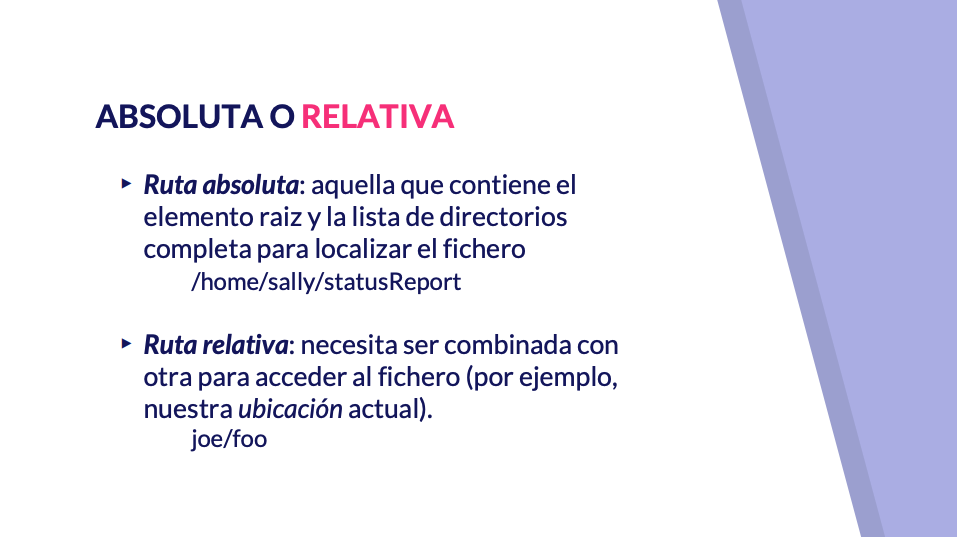 ABSOLUTA O RELATIVA
▸ Ruta absoluta: aquella que contiene el
elemento raiz y la lista de directorios
completa para localizar el fichero
/home/sally/statusReport
▸ Ruta relativa: necesita ser combinada con
otra para acceder al fichero (por ejemplo,
nuestra ubicación actual).
joe/foo